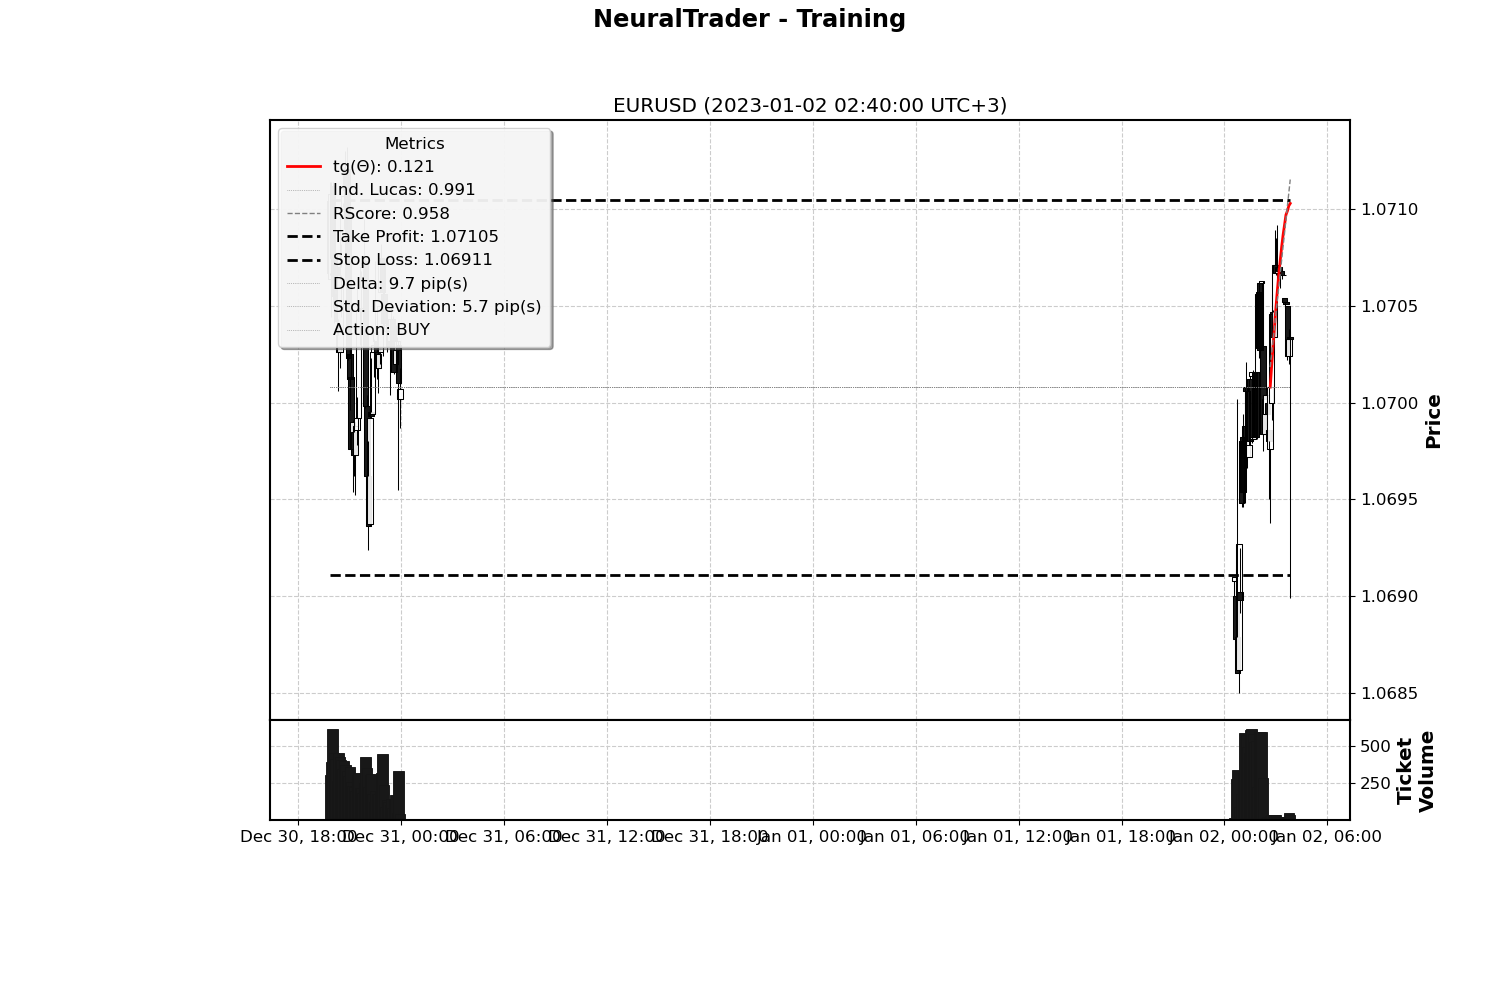 NeuralTrader - Training
EURUSD (2023-01-02 02:40:00 UTC+3)
Metrics
tg(Θ): 0.121
Ind. Lucas: 0.991
RScore: 0.958
Take Profit: 1.07105
Stop Loss: 1.06911
Delta: 9.7 pip(s)
Std. Deviation: 5.7 pip(s)
Action: BUY
1.0710
1.0705
1.0700
1.0695
1.0690
1.0685
Price
500
250
Ticket
Volume
Dec 30, 18:00
Dec 31, 00:00
Dec 31, 06:00
Dec 31, 12:00
Dec 31, 18:00
Jan 01, 00:00
Jan 01, 06:00
Jan 01, 12:00
Jan 01, 18:00
Jan 02, 00:00
Jan 02, 06:00